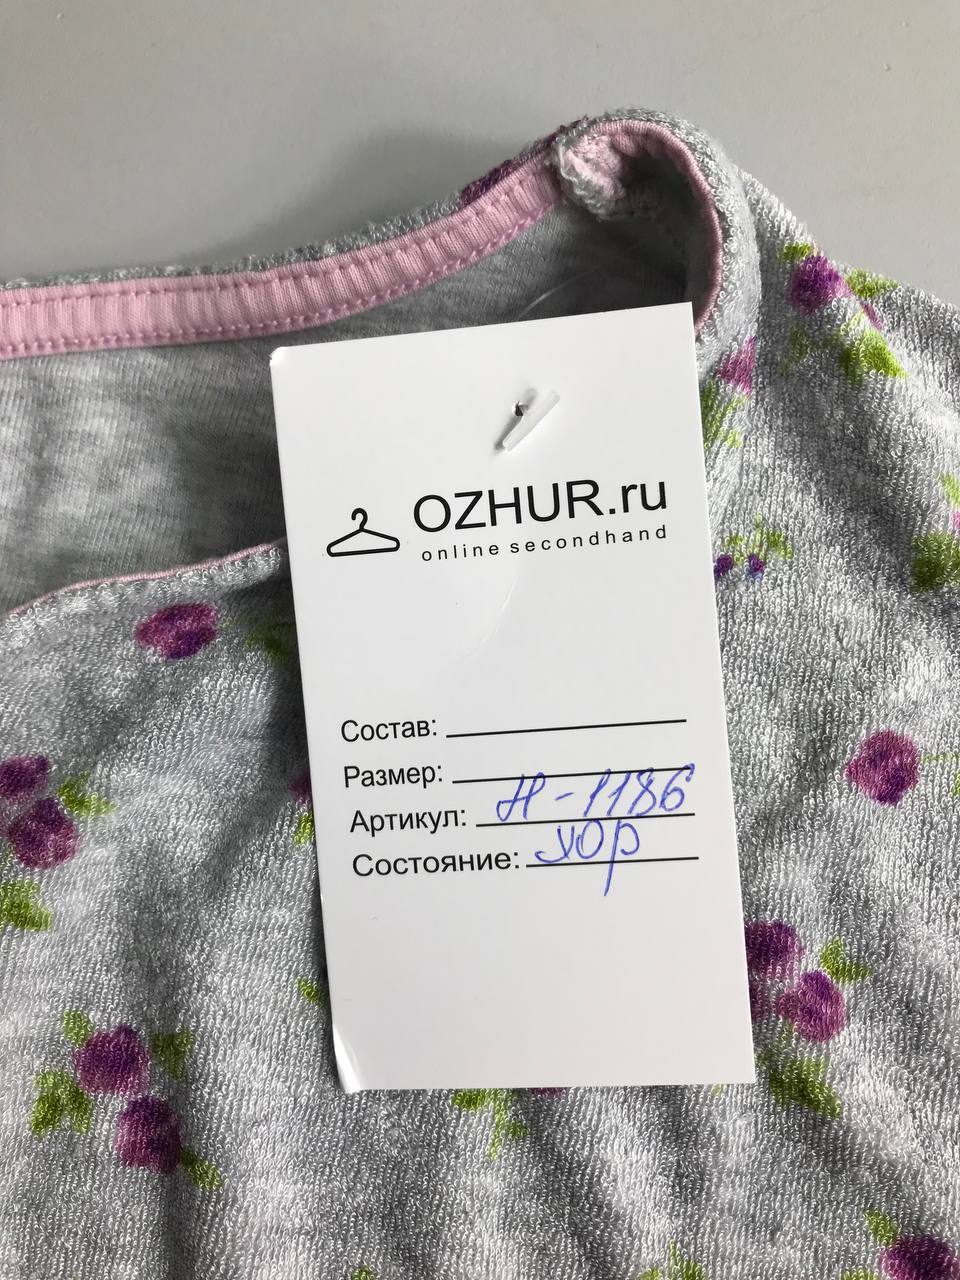 OZHUR.ru
online secondhand
Состав:
Размер:
Артикул: Н-1186
Состояние: хор